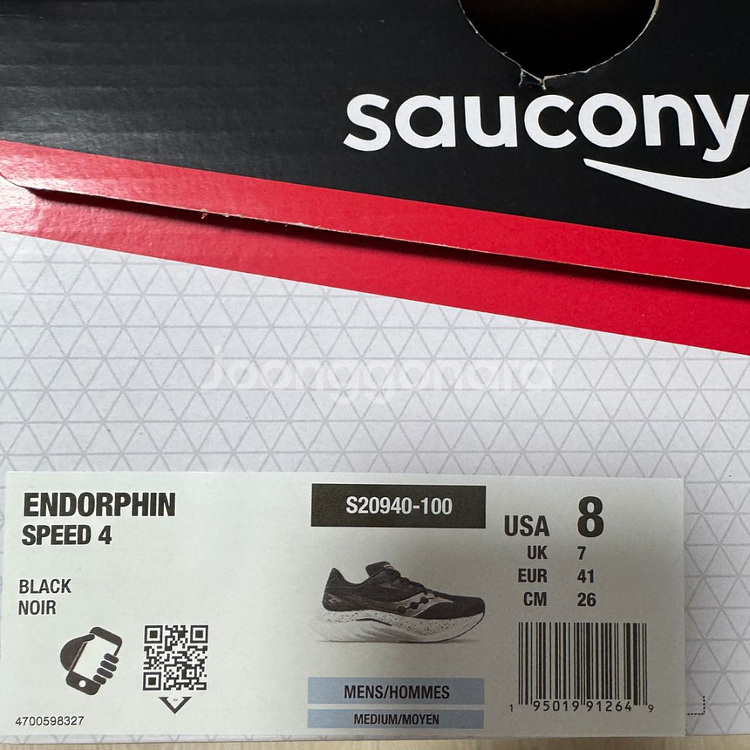 saucony
Joonggonara
ENDORPHIN
SPEED 4
BLACK
NOIR
4700598327
S20940-100
MENS/HOMMES
MEDIUM/MOYEN
USA 8
UK 7
EUR 41
CM 26
1 95019 91264 9